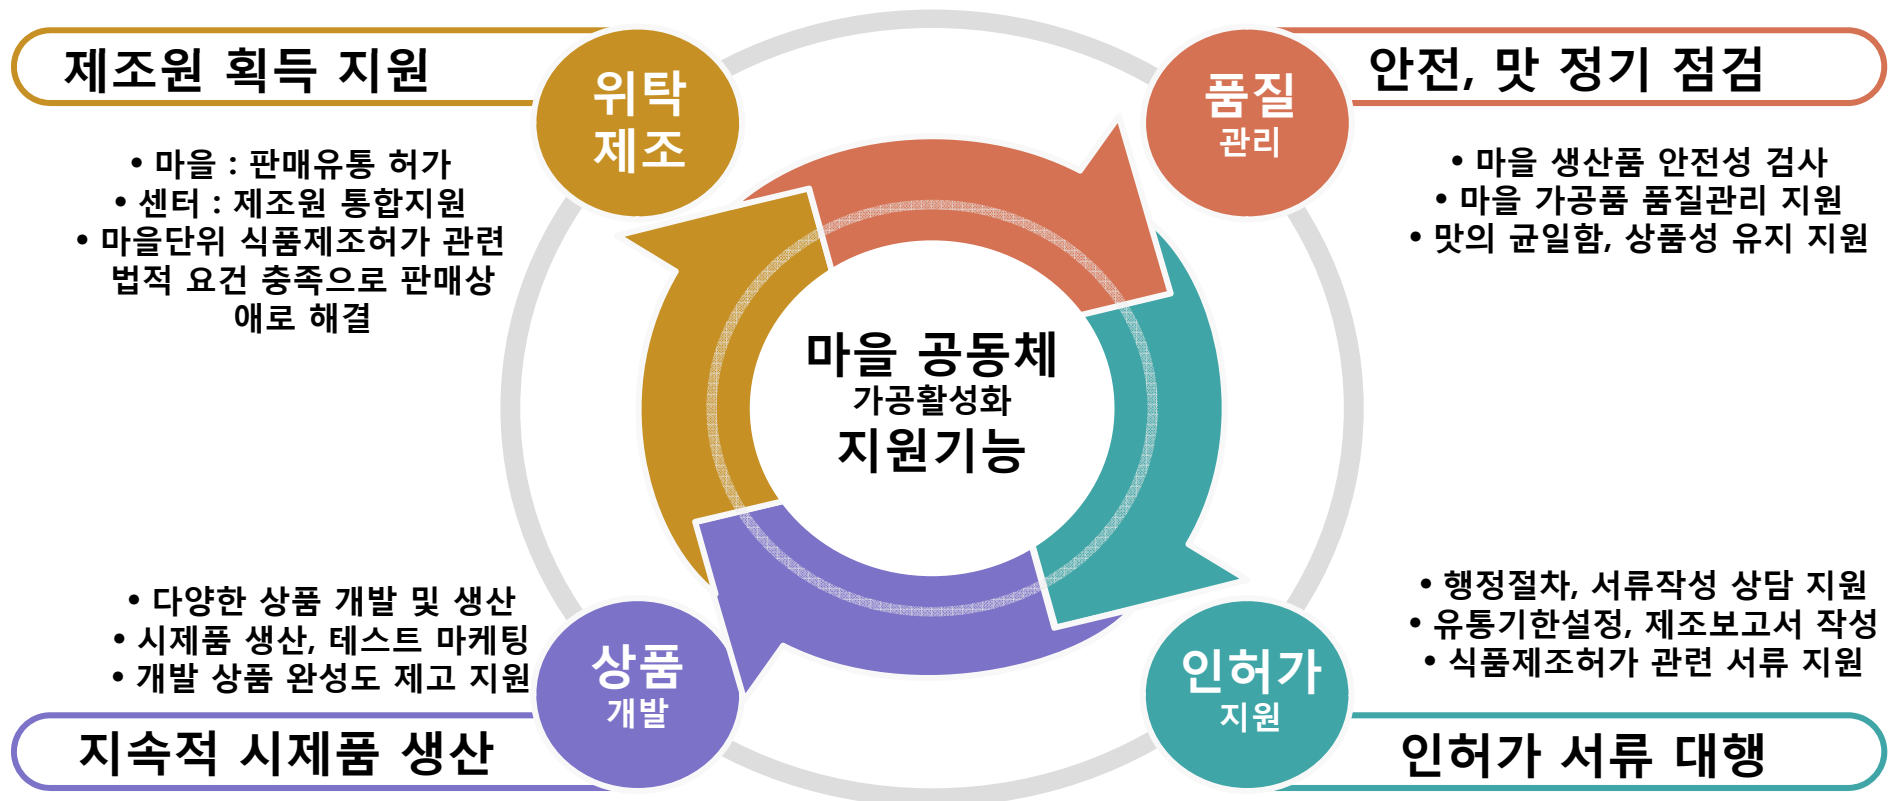 제조원 획득 지원
위탁
제조
• 마을 : 판매유통 허가
• 센터 : 제조원 통합지원
• 마을단위 식품제조허가 관련
법적 요건 충족으로 판매상
애로 해결
품질
관리
안전, 맛 정기 점검
• 마을 생산품 안전성 검사
• 마을 가공품 품질관리 지원
• 맛의 균일함, 상품성 유지 지원
마을 공동체
가공활성화
지원기능
• 다양한 상품 개발 및 생산
• 시제품 생산, 테스트 마케팅
• 개발 상품 완성도 제고 지원
상품
개발
지속적 시제품 생산
• 행정절차, 서류작성 상담 지원
• 유통기한설정, 제조보고서 작성
• 식품제조허가 관련 서류 지원
인허가
지원
인허가 서류 대행